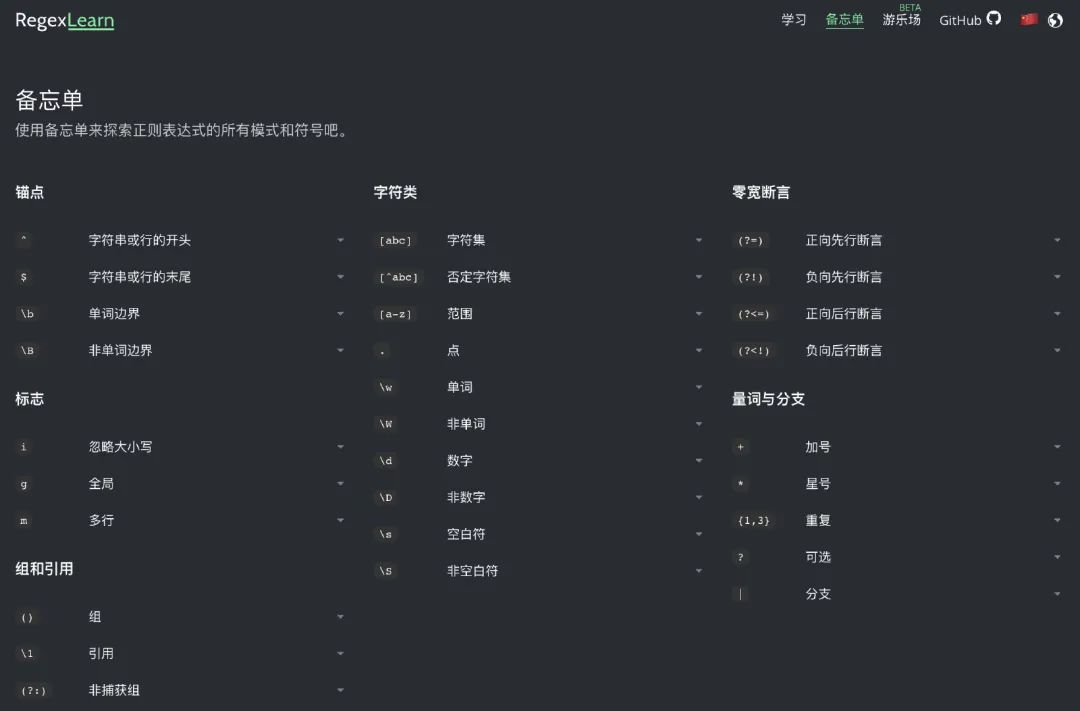 RegexLearn
学习 备忘单 游乐场 BETA GitHub
备忘单
使用备忘单来探索正则表达式的所有模式和符号吧。
锚点
^ 字符串或行的开头
$ 字符串或行的末尾
\b 单词边界
\B 非单词边界
标志
i 忽略大小写
g 全局
m 多行
组和引用
() 组
\1 引用
(?:) 非捕获组
字符类
[abc] 字符集
[^abc] 否定字符集
[a-z] 范围
. 点
\w 单词
\W 非单词
\d 数字
\D 非数字
\s 空白符
\S 非空白符
零宽断言
(?=) 正向先行断言
(?!) 负向先行断言
(?<=) 正向后行断言
(?<!) 负向后行断言
量词与分支
+ 加号
* 星号
{1,3} 重复
? 可选
| 分支